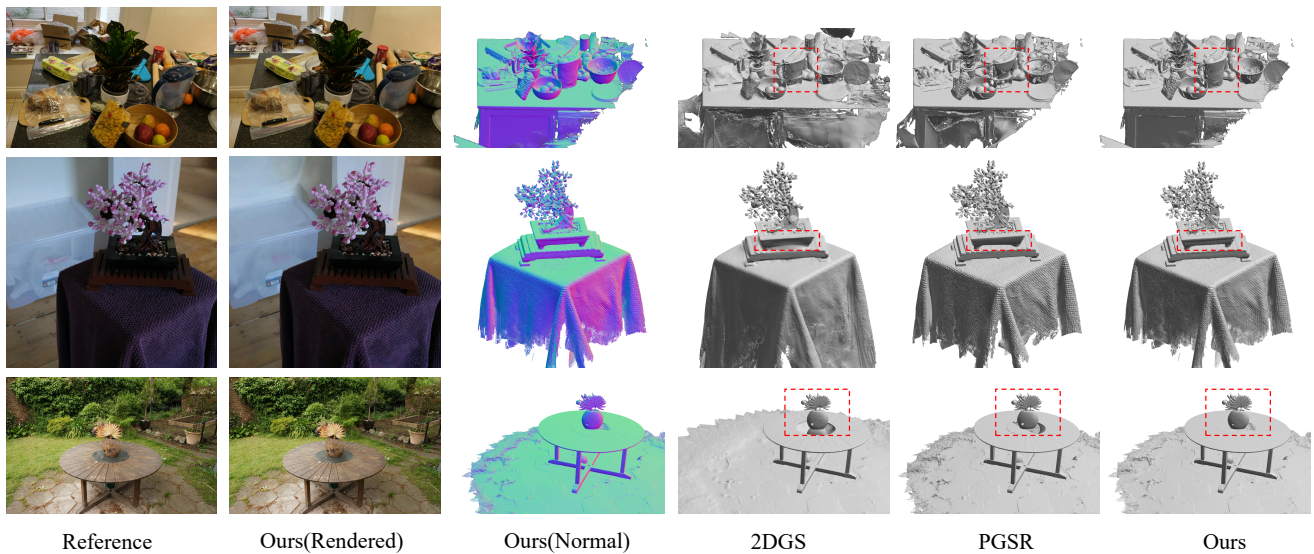 Reference
Ours(Rendered)
Ours(Normal)
2DGS
PGSR
Ours